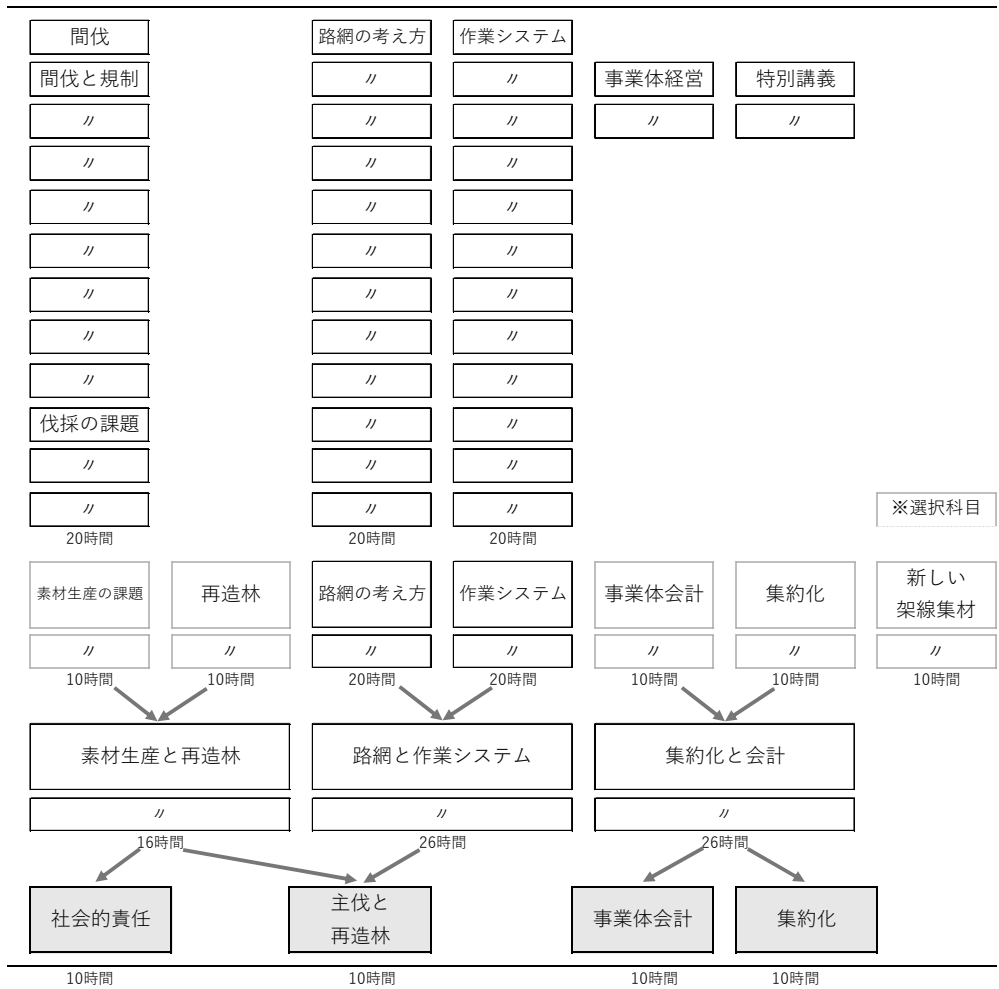 間伐 路網の考え方 作業システム
間伐と規制 〃 〃 事業体経営 特別講義
〃 〃 〃 〃 〃
〃 〃 〃
〃 〃 〃
〃 〃 〃
〃 〃 〃
〃 〃 〃
〃 〃 〃
伐採の課題 〃 〃
〃 〃 〃
〃 〃 〃 ※選択科目
20時間 20時間 20時間
素材生産の課題 再造林 路網の考え方 作業システム 事業体会計 集約化 新しい
架線集材
〃 〃 〃 〃 〃 〃 〃
10時間 10時間 20時間 20時間 10時間 10時間 10時間
素材生産と再造林 路網と作業システム 集約化と会計
〃 〃 〃
16時間 26時間 26時間
社会的責任 主伐と
再造林 事業体会計 集約化
10時間 10時間 10時間 10時間